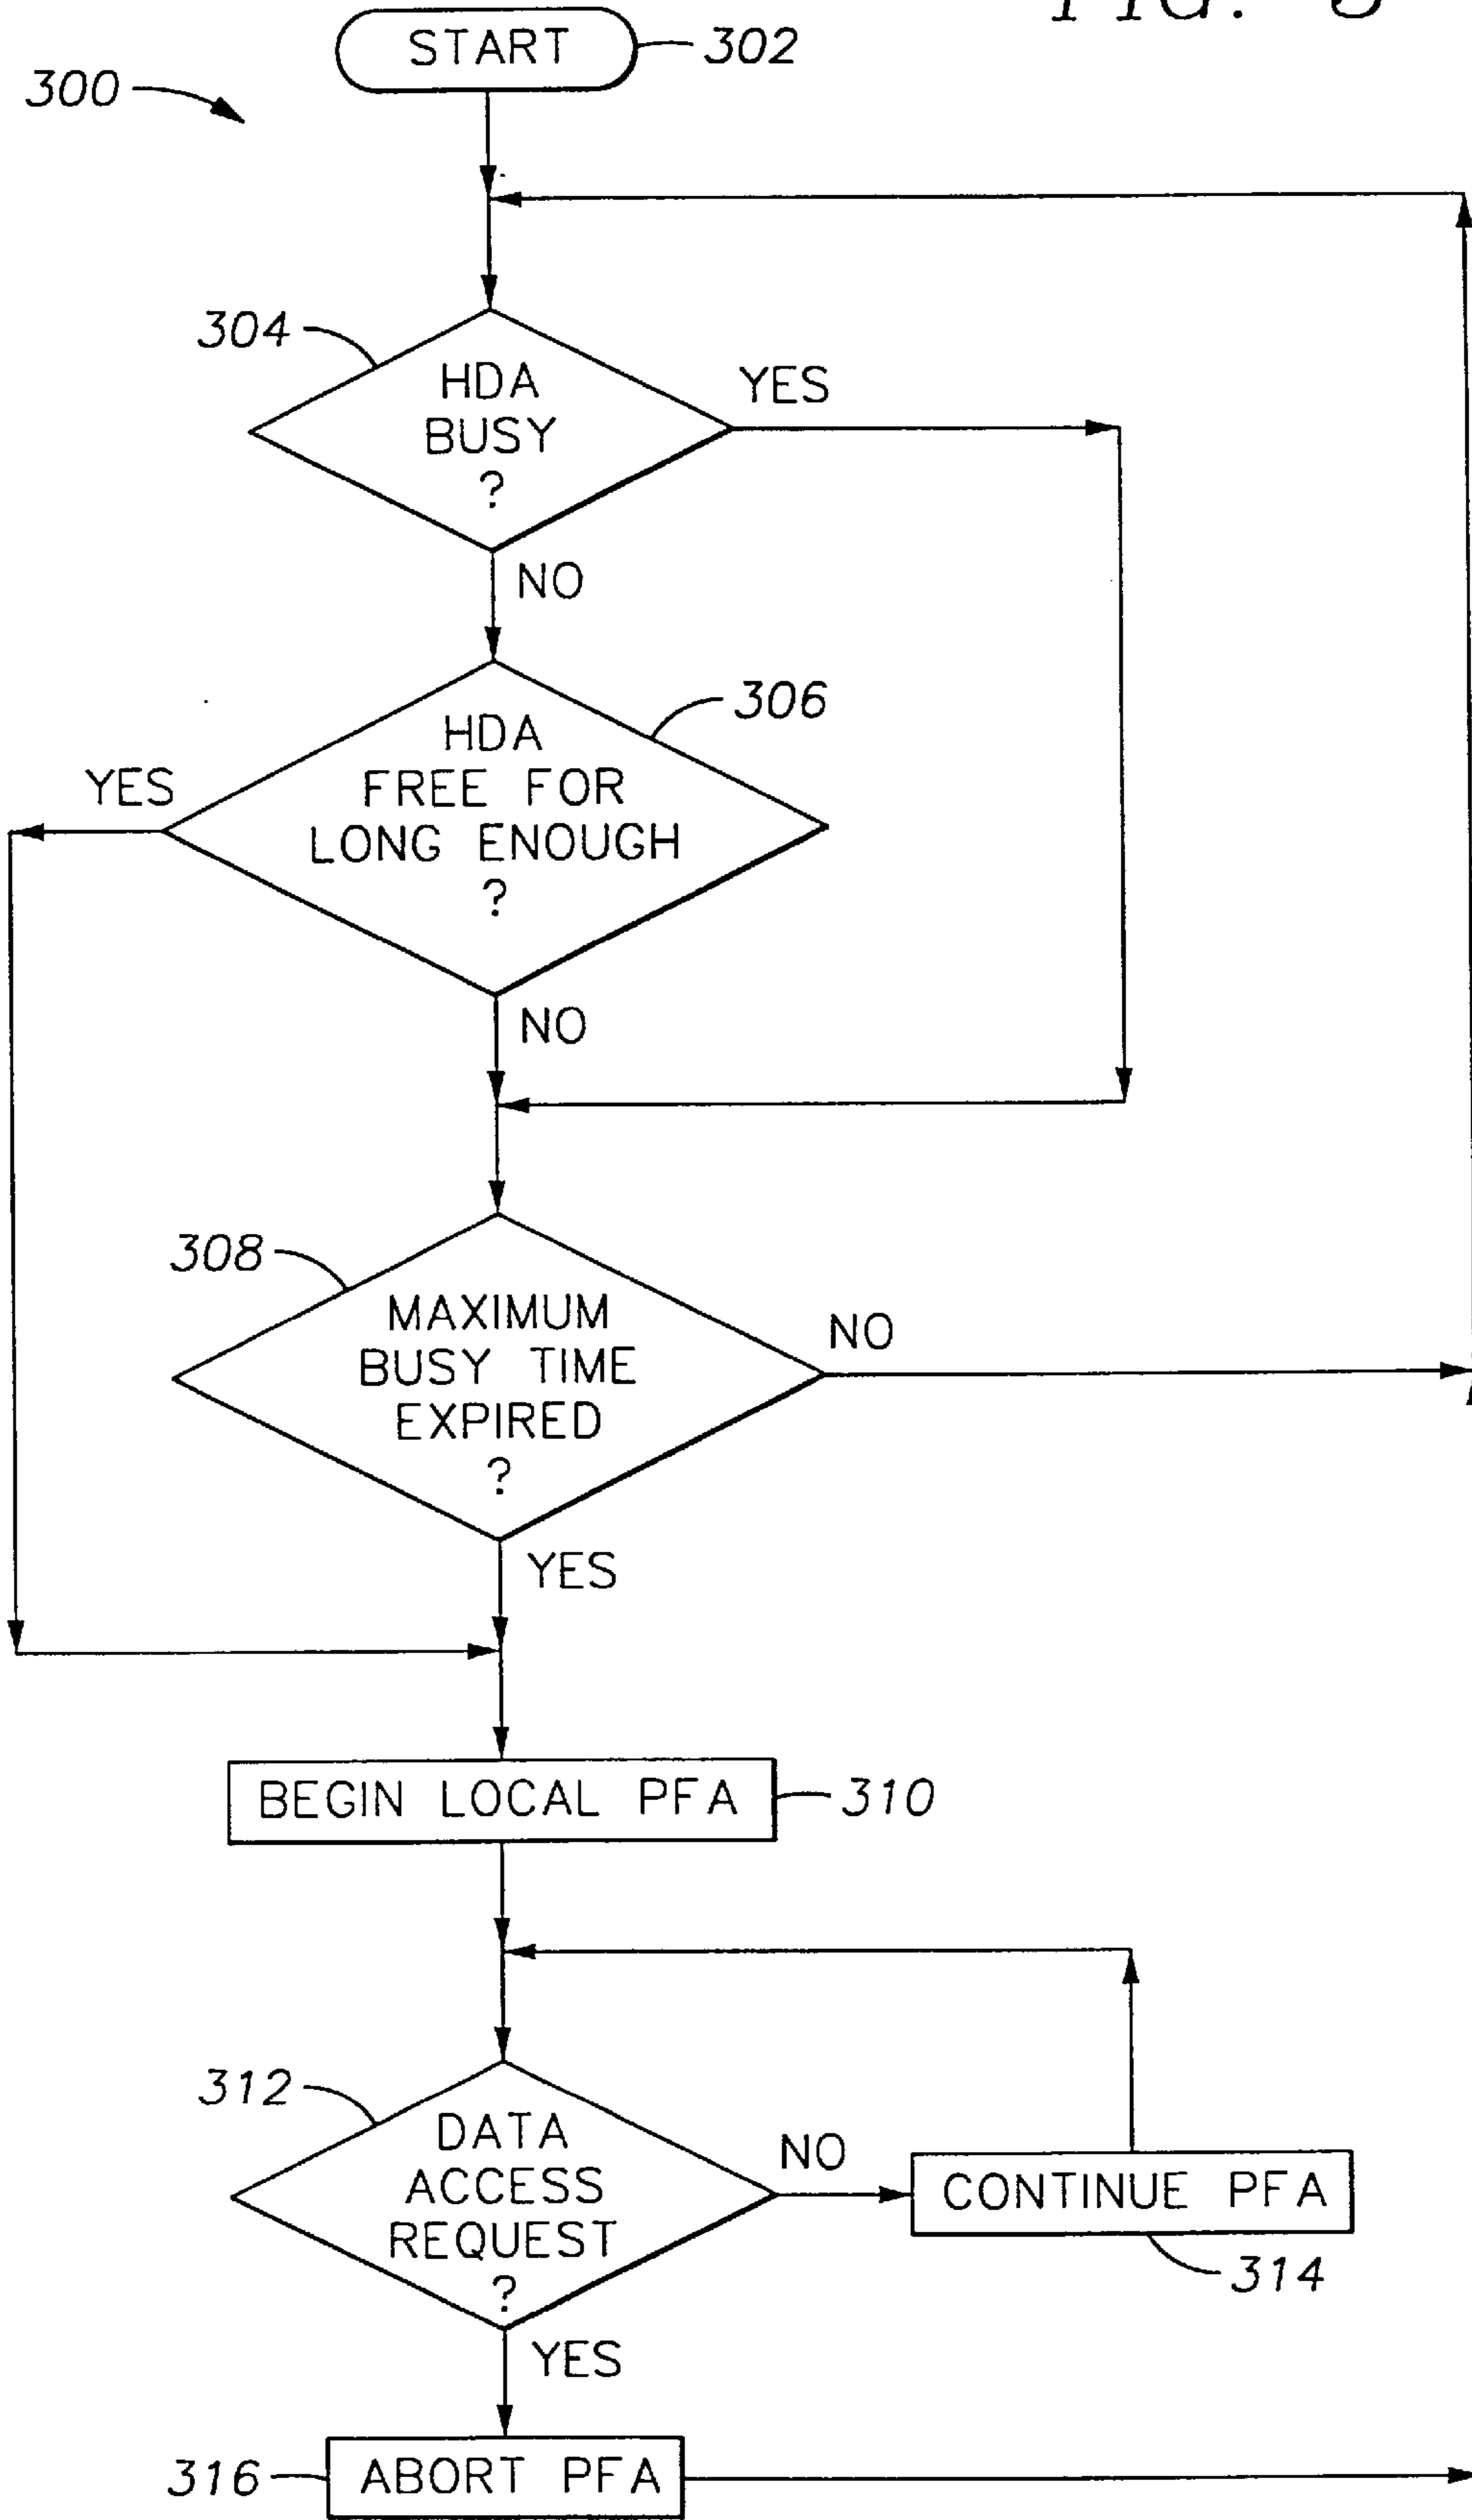 START
302
300
304
HDA
BUSY
?
YES
NO
306
HDA
FREE FOR
LONG ENOUGH
?
YES
NO
308
MAXIMUM
BUSY TIME
EXPIRED
?
NO
YES
BEGIN LOCAL PFA
310
312
DATA
ACCESS
REQUEST
?
NO
CONTINUE PFA
314
YES
316
ABORT PFA